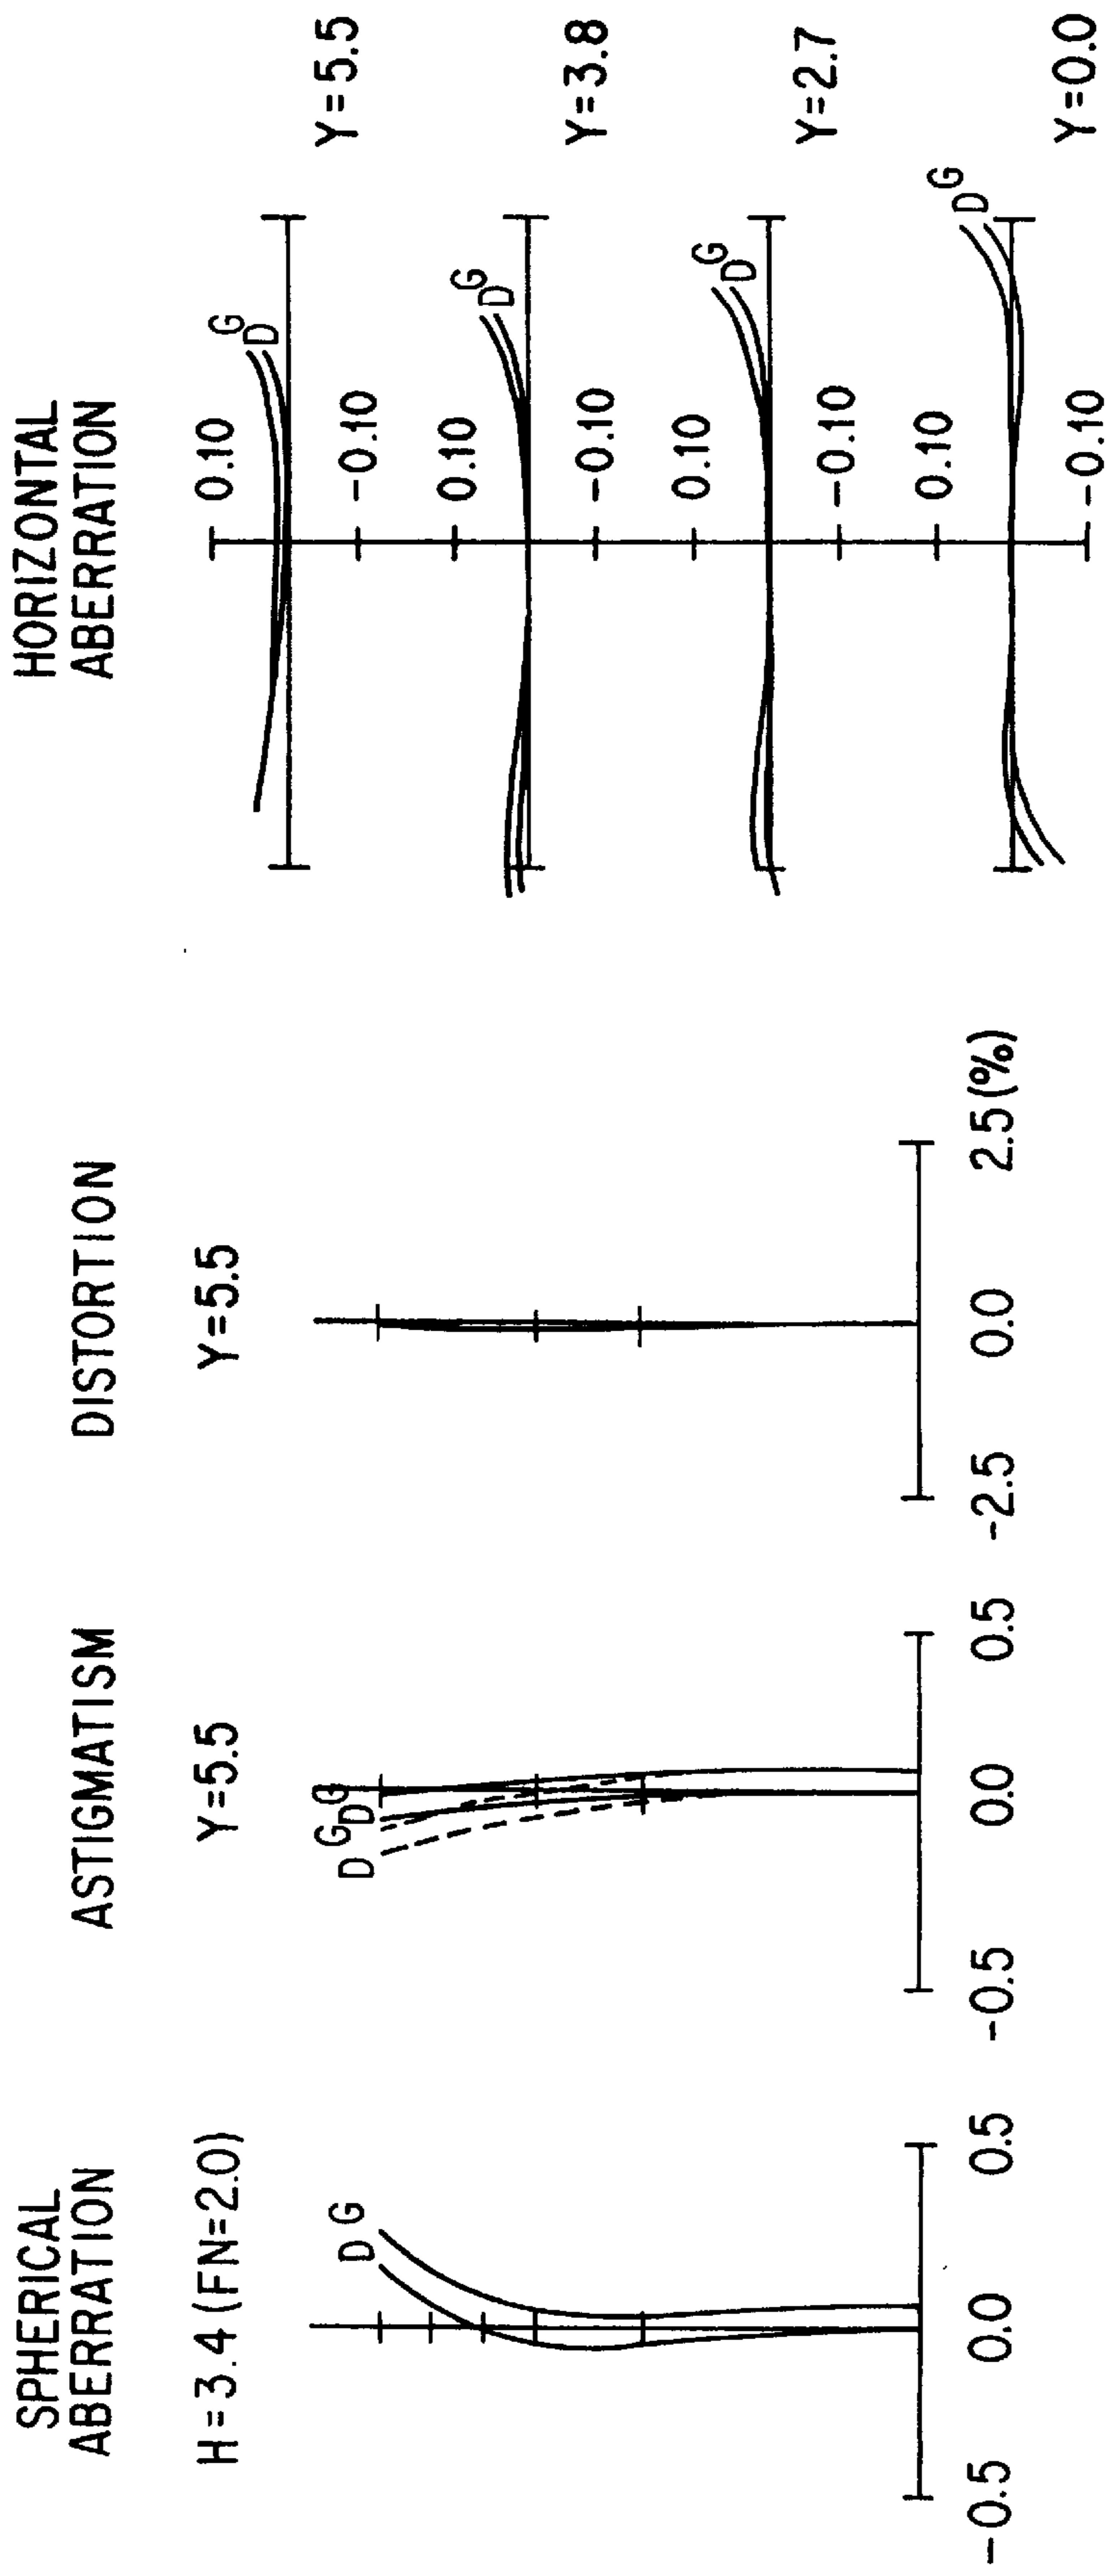 SPHERICAL
ABERRATION
H=3.4 (FN=2.0)
D G
-0.5 0.0 0.5
ASTIGMATISM
Y=5.5
D G D G
-0.5 0.0 0.5
DISTORTION
Y=5.5
-2.5 0.0 2.5(%)
HORIZONTAL
ABERRATION
0.10
G
D
Y=5.5
-0.10
0.10
G
D
Y=3.8
-0.10
0.10
G
D
Y=2.7
-0.10
0.10
D G
Y=0.0
-0.10